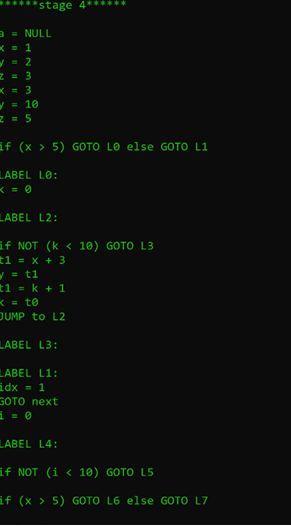 ******stage 4******
a = NULL
x = 1
y = 2
z = 3
x = 3
y = 10
z = 5
if (x > 5) GOTO L0 else GOTO L1
LABEL L0:
k = 0
LABEL L2:
if NOT (k < 10) GOTO L3
t1 = x + 3
y = t1
t1 = k + 1
k = t0
JUMP to L2
LABEL L3:
LABEL L1:
idx = 1
GOTO next
i = 0
LABEL L4:
if NOT (i < 10) GOTO L5
if (x > 5) GOTO L6 else GOTO L7